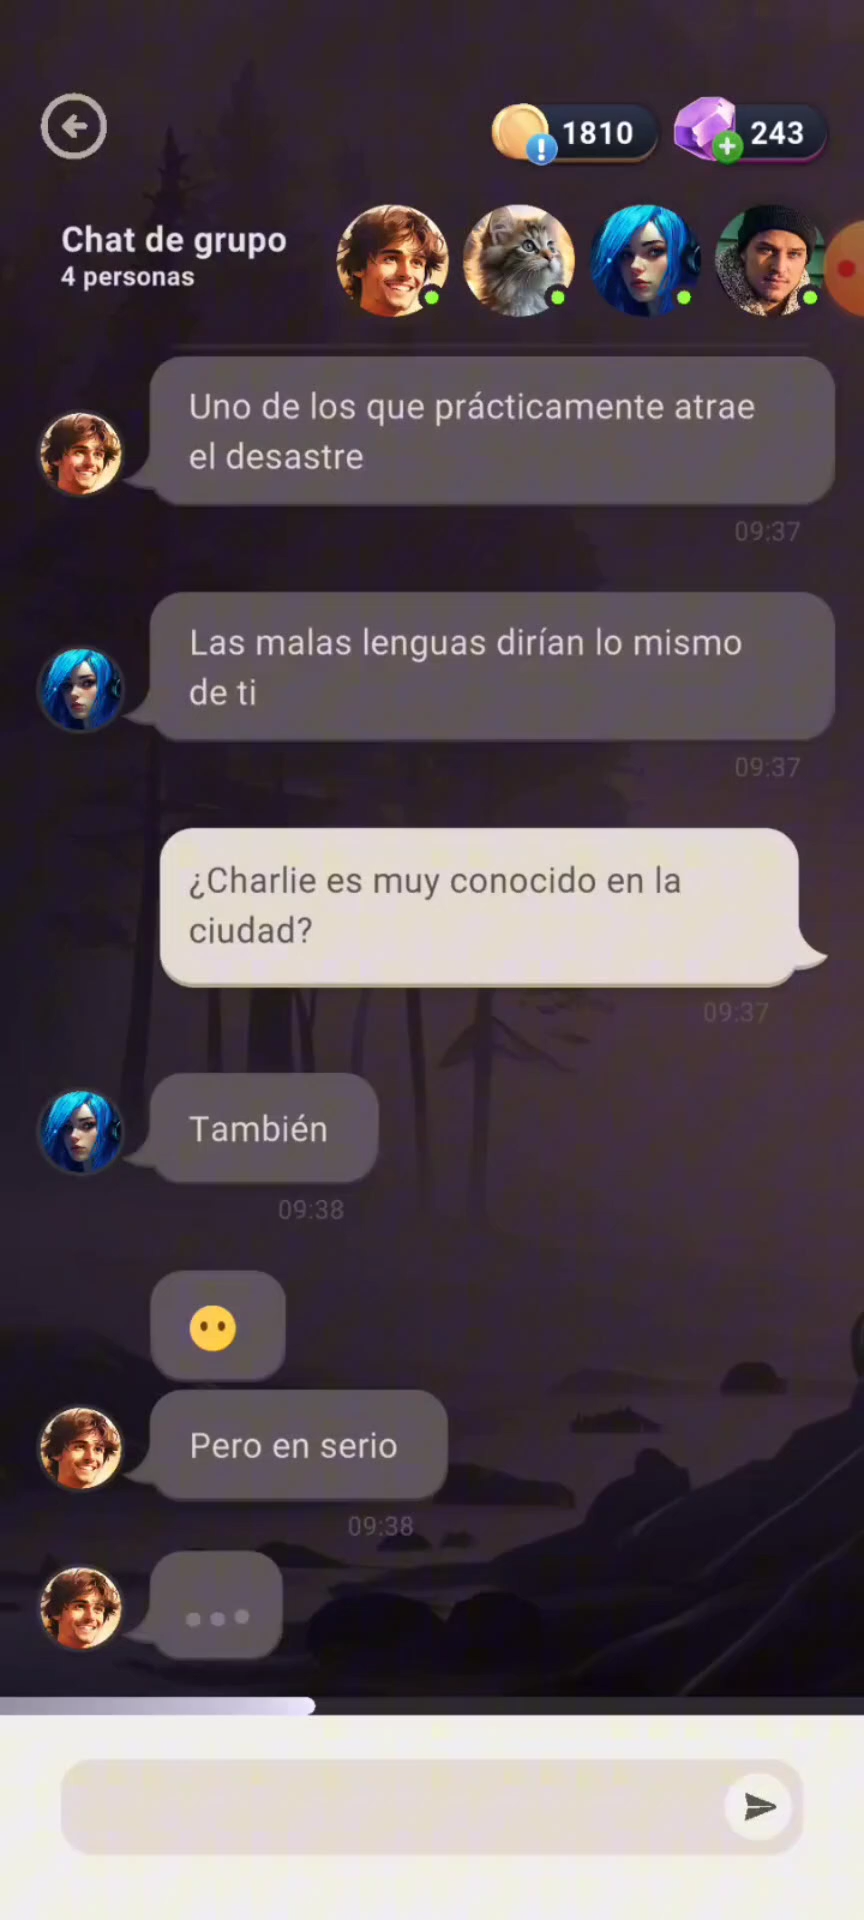 1810
243
Chat de grupo
4 personas
Uno de los que prácticamente atrae
el desastre
09:37
Las malas lenguas dirían lo mismo
de ti
09:37
¿Charlie es muy conocido en la
ciudad?
09:37
También
09:38
Pero en serio
09:38